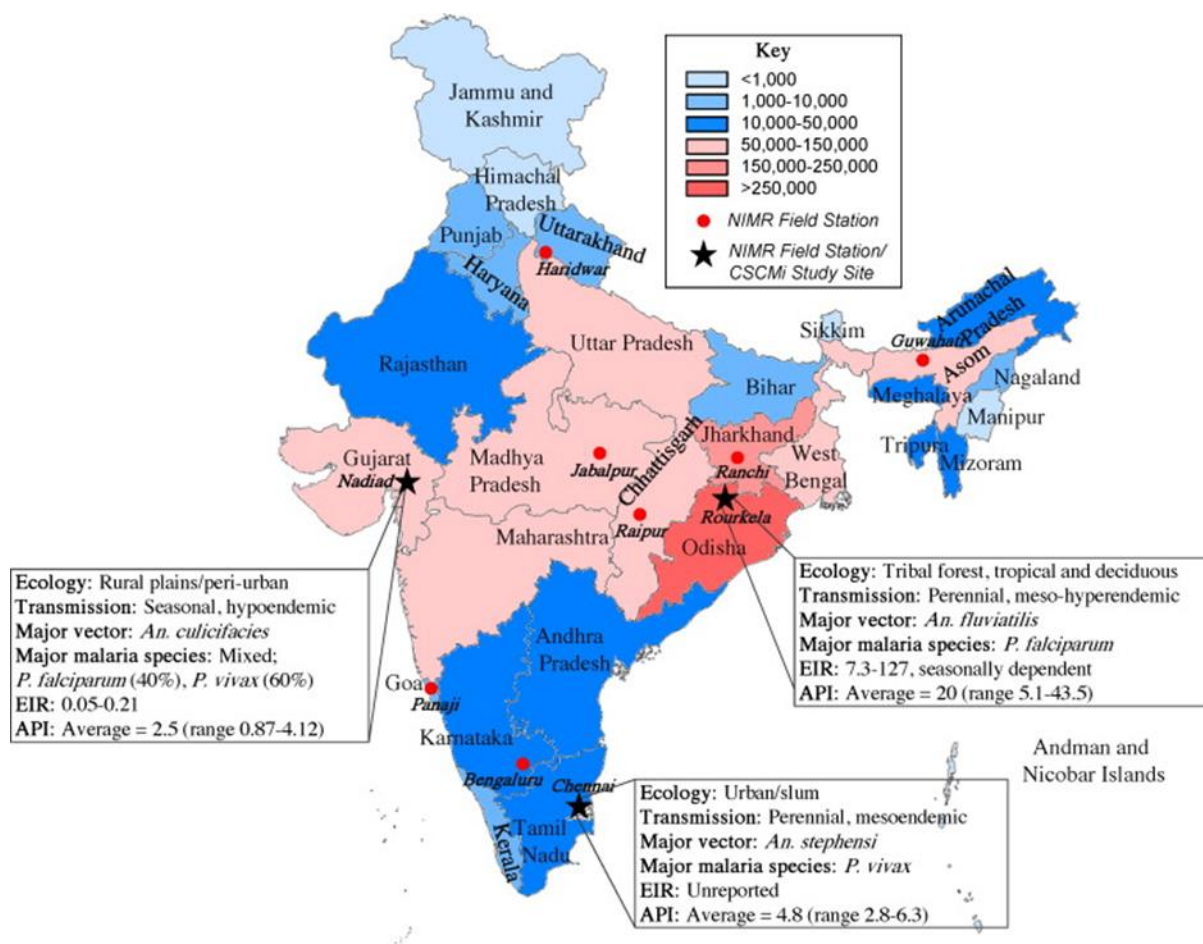 Key
<1,000
1,000-10,000
10,000-50,000
50,000-150,000
150,000-250,000
>250,000
NIMR Field Station
NIMR Field Station/
CSCMi Study Site
Jammu and
Kashmir
Himachal
Pradesh
Punjab
Uttarakhand
Haryana
Haridwar
Rajasthan
Uttar Pradesh
Bihar
Sikkim
Arunachal
Pradesh
Guwahati
Asom
Nagaland
Meghalaya
Manipur
Tripura
Mizoram
Gujarat
Nadiad
Madhya
Pradesh
Jabalpur
Chhattisgarh
Raipur
Jharkhand
Ranchi
West
Bengal
Rourkela
Odisha
Maharashtra
Ecology: Rural plains/peri-urban
Transmission: Seasonal, hypoendemic
Major vector: An. culicifacies
Major malaria species: Mixed;
P. falciparum (40%), P. vivax (60%)
EIR: 0.05-0.21
API: Average = 2.5 (range 0.87-4.12)
Ecology: Tribal forest, tropical and deciduous
Transmission: Perennial, meso-hyperendemic
Major vector: An. fluviatilis
Major malaria species: P. falciparum
EIR: 7.3-127, seasonally dependent
API: Average = 20 (range 5.1-43.5)
Andhra
Pradesh
Goa
Panaji
Karnataka
Bengaluru
Chennai
Tamil
Nadu
Kerala
Andman and
Nicobar Islands
Ecology: Urban/slum
Transmission: Perennial, mesoendemic
Major vector: An. stephensi
Major malaria species: P. vivax
EIR: Unreported
API: Average = 4.8 (range 2.8-6.3)